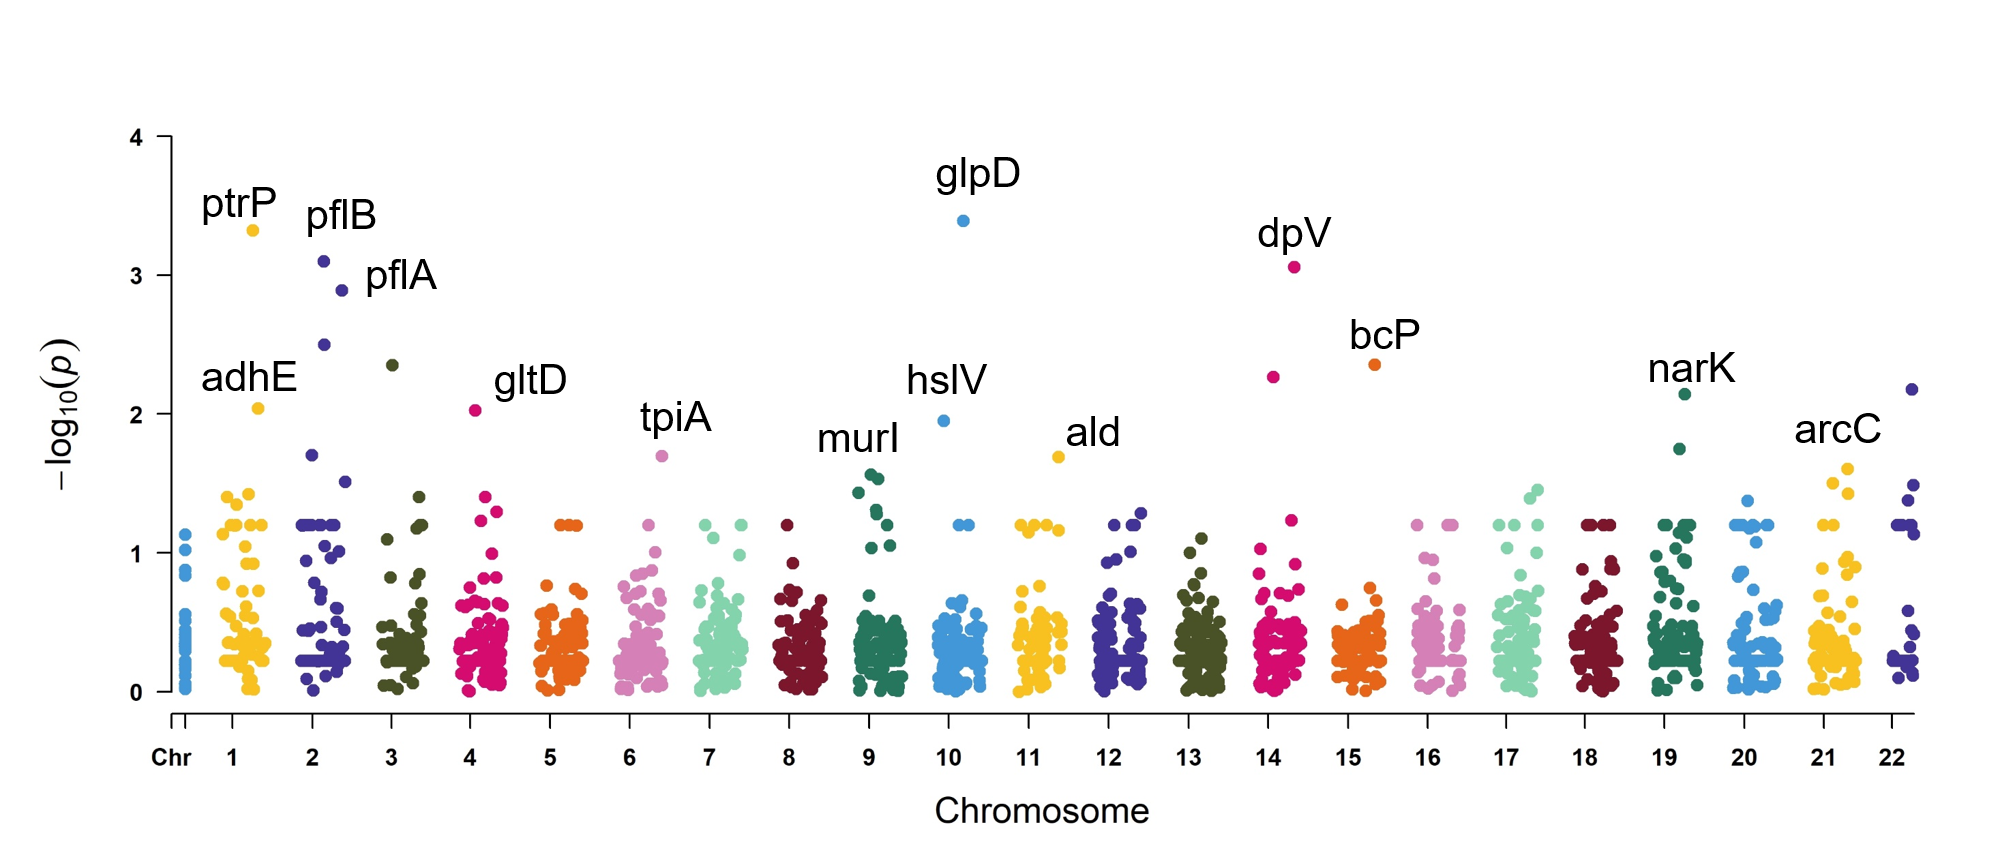 4
glpD
ptrP
pflB
dpV
3
pflA
bcP
narK
adhE
gltD
hslV
2
tpiA
murI
ald
arcC
−log10(p)
1
0
Chr 1 2 3 4 5 6 7 8 9 10 11 12 13 14 15 16 17 18 19 20 21 22
Chromosome